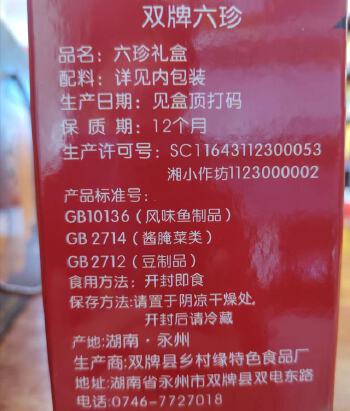 双牌六珍
品名：六珍礼盒
配料：详见内包装
生产日期：见盒顶打码
保 质 期：12个月
生产许可号：SC11643112300053
湘小作坊1123000002
产品标准号：
GB10136（风味鱼制品）
GB 2714（酱腌菜类）
GB 2712（豆制品）
食用方法：开封即食
保存方法:请置于阴凉干燥处,
开封后请冷藏
产地:湖南·永州
生产商:双牌县乡村缘特色食品厂
地址:湖南省永州市双牌县双电东路
电话：0746-7727018